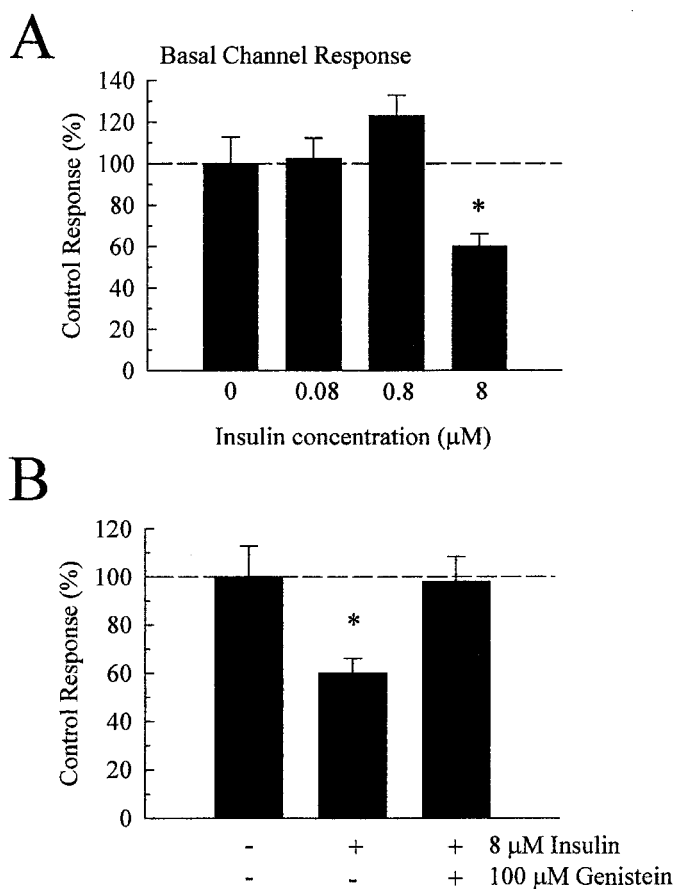 A
Basal Channel Response
Control Response (%)
140
120
100
80
60
40
20
0
*
0 0.08 0.8 8
Insulin concentration (µM)
B
Control Response (%)
120
100
80
60
40
20
0
*
- + + 8 µM Insulin
- - + 100 µM Genistein